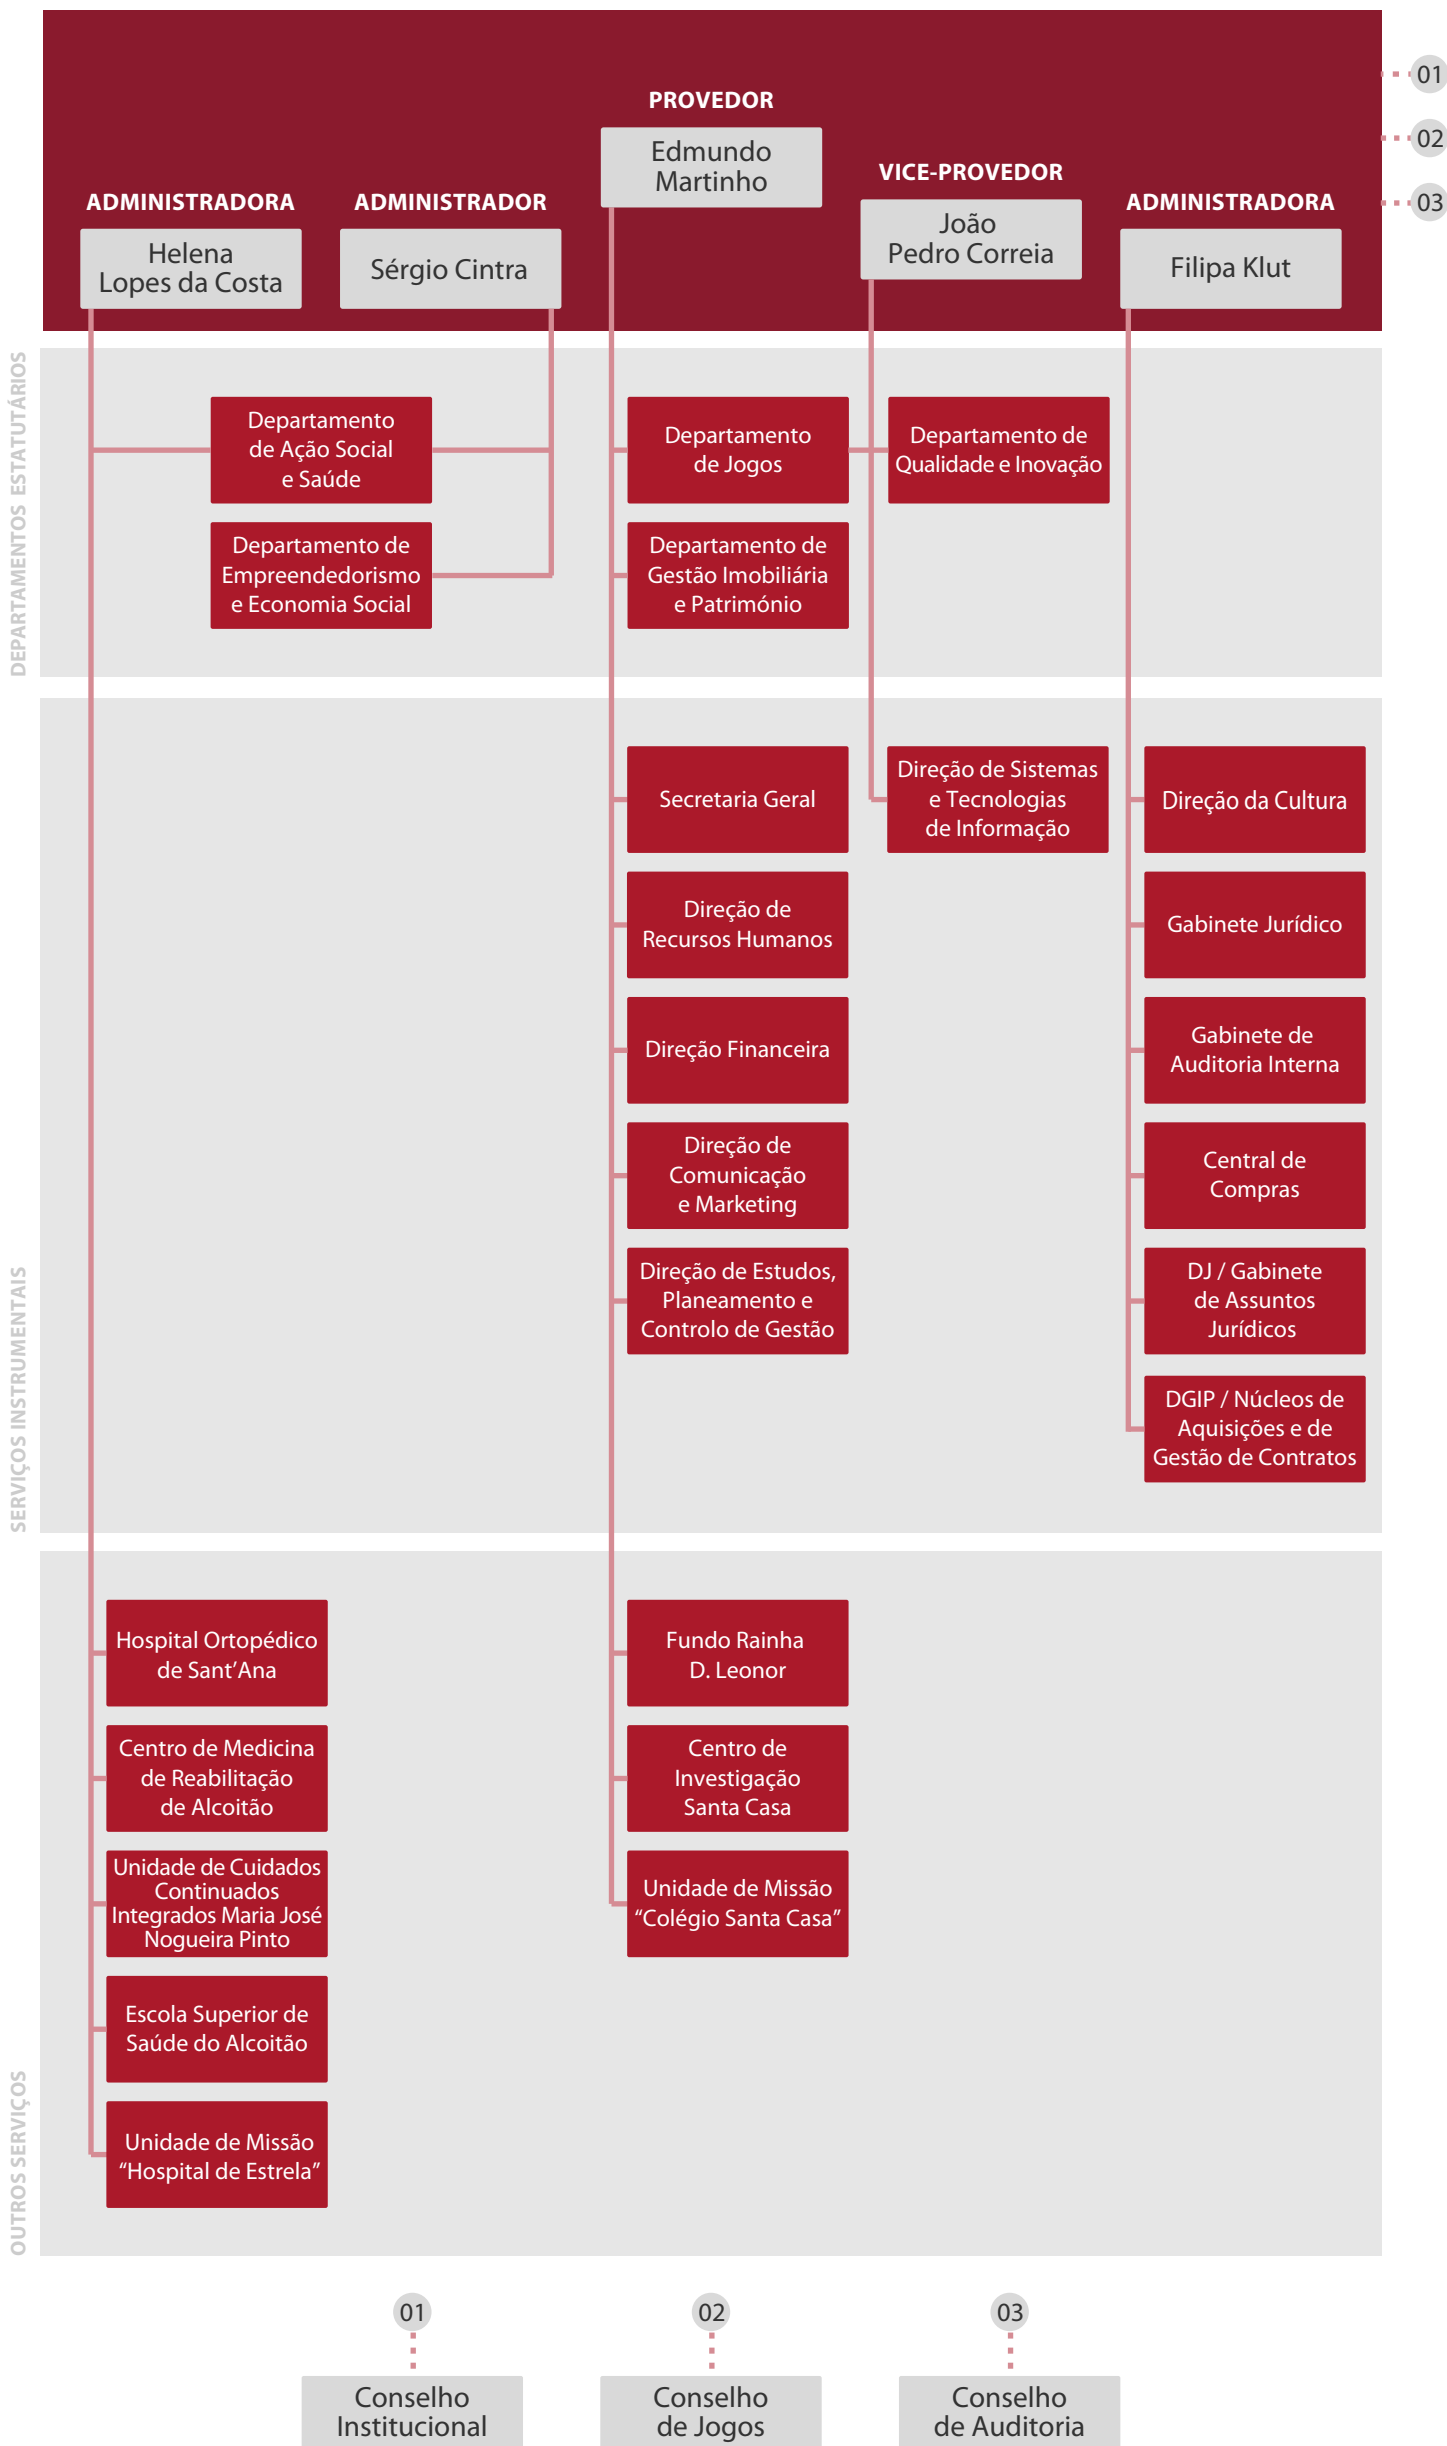 01
02
03
PROVEDOR
Edmundo
Martinho
VICE-PROVEDOR
João
Pedro Correia
ADMINISTRADORA
Helena
Lopes da Costa
ADMINISTRADOR
Sérgio Cintra
ADMINISTRADORA
Filipa Klut
DEPARTAMENTOS ESTATUTÁRIOS
Departamento
de Ação Social
e Saúde
Departamento
de Jogos
Departamento de
Qualidade e Inovação
Departamento de
Empreendedorismo
e Economia Social
Departamento de
Gestão Imobiliária
e Património
SERVIÇOS INSTRUMENTAIS
Secretaria Geral
Direção de Sistemas
e Tecnologias
de Informação
Direção da Cultura
Direção de
Recursos Humanos
Gabinete Jurídico
Direção Financeira
Gabinete de
Auditoria Interna
Direção de
Comunicação
e Marketing
Central de
Compras
Direção de Estudos,
Planeamento e
Controlo de Gestão
DJ / Gabinete
de Assuntos
Jurídicos
DGIP / Núcleos de
Aquisições e de
Gestão de Contratos
OUTROS SERVIÇOS
Hospital Ortopédico
de Sant’Ana
Fundo Rainha
D. Leonor
Centro de Medicina
de Reabilitação
de Alcoitão
Centro de
Investigação
Santa Casa
Unidade de Cuidados
Continuados
Integrados Maria José
Nogueira Pinto
Unidade de Missão
“Colégio Santa Casa”
Escola Superior de
Saúde do Alcoitão
Unidade de Missão
“Hospital de Estrela”
01
Conselho
Institucional
02
Conselho
de Jogos
03
Conselho
de Auditoria